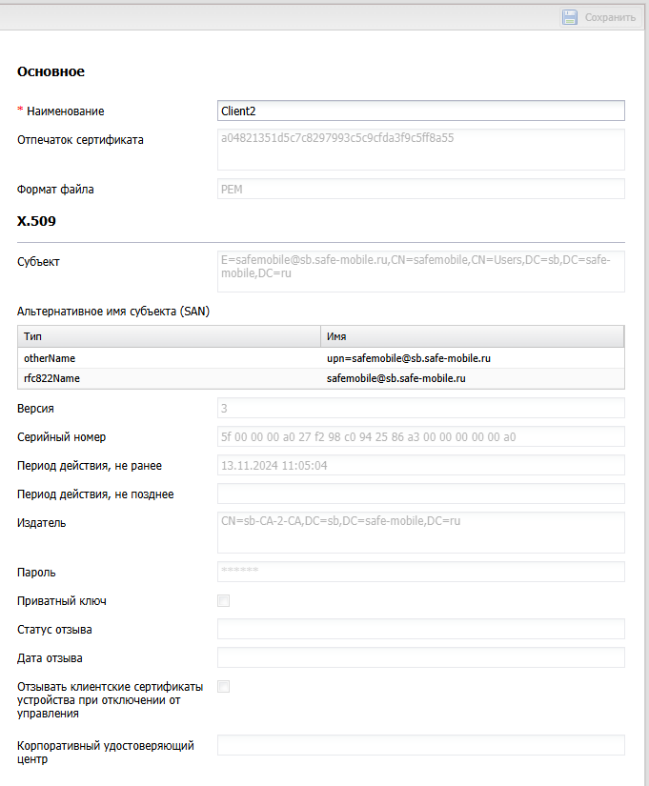 Сохранить
Основное
* Наименование
Client2
Отпечаток сертификата
a04821351d5c7c8297993c5c9cfda3f9c5ff8a55
Формат файла
PEM
X.509
Субъект
E=safemobile@sb.safe-mobile.ru,CN=safemobile,CN=Users,DC=sb,DC=safe-
mobile,DC=ru
Альтернативное имя субъекта (SAN)
Тип
Имя
otherName
upn=safemobile@sb.safe-mobile.ru
rfc822Name
safemobile@sb.safe-mobile.ru
Версия
3
Серийный номер
5f 00 00 00 a0 27 f2 98 c0 94 25 86 a3 00 00 00 00 00 a0
Период действия, не ранее
13.11.2024 11:05:04
Период действия, не позднее
Издатель
CN=sb-CA-2-CA,DC=sb,DC=safe-mobile,DC=ru
Пароль
******
Приватный ключ
Статус отзыва
Дата отзыва
Отзывать клиентские сертификаты
устройства при отключении от
управления
Корпоративный удостоверяющий
центр